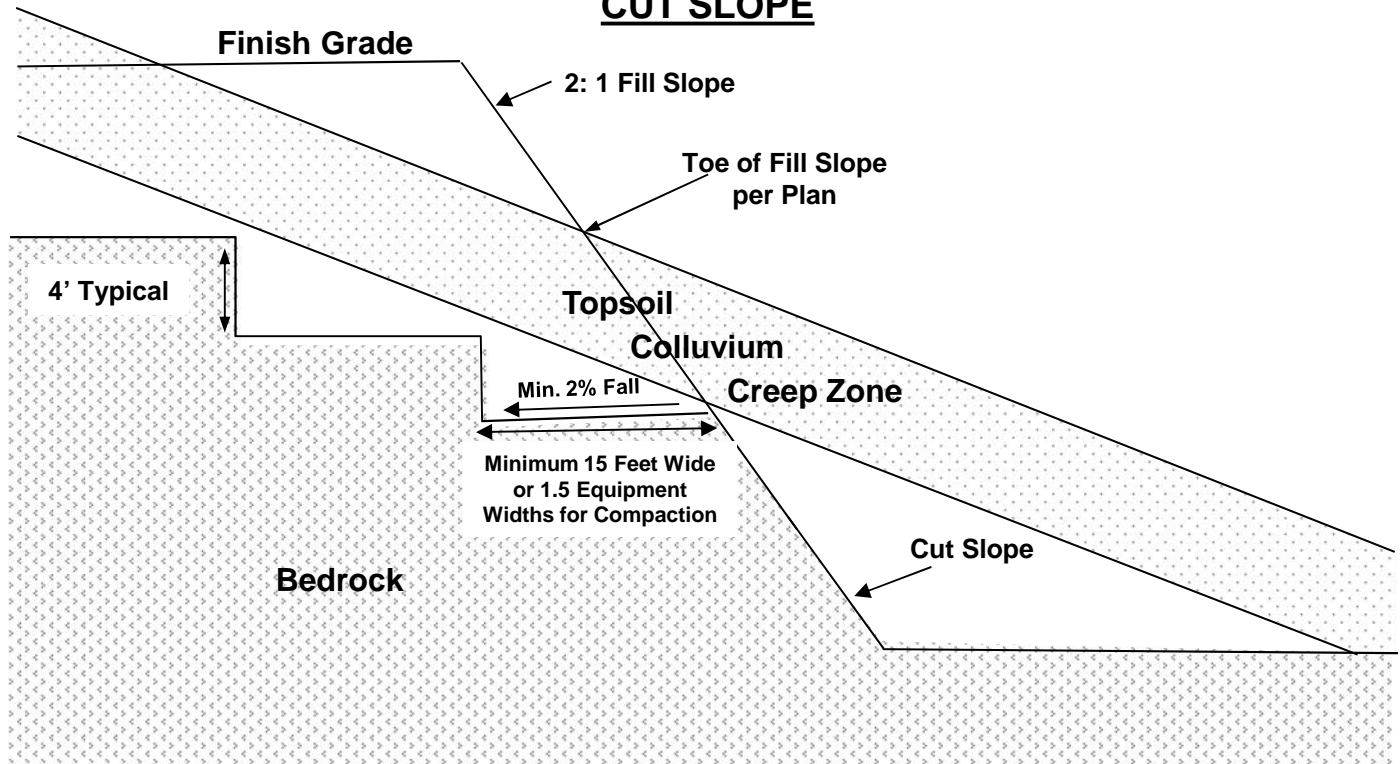 CUT SLOPE
Finish Grade
2: 1 Fill Slope
Toe of Fill Slope
per Plan
4’ Typical
Topsoil
Colluvium
Creep Zone
Min. 2% Fall
Minimum 15 Feet Wide
or 1.5 Equipment
Widths for Compaction
Cut Slope
Bedrock